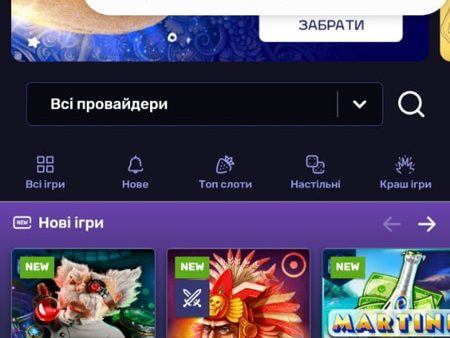 ЗАБРАТИ
Всі провайдери
Всі ігри
Нове
Топ слоти
Настільні
Краш ігри
NEW Нові ігри
NEW
NEW
NEW
MARTINI